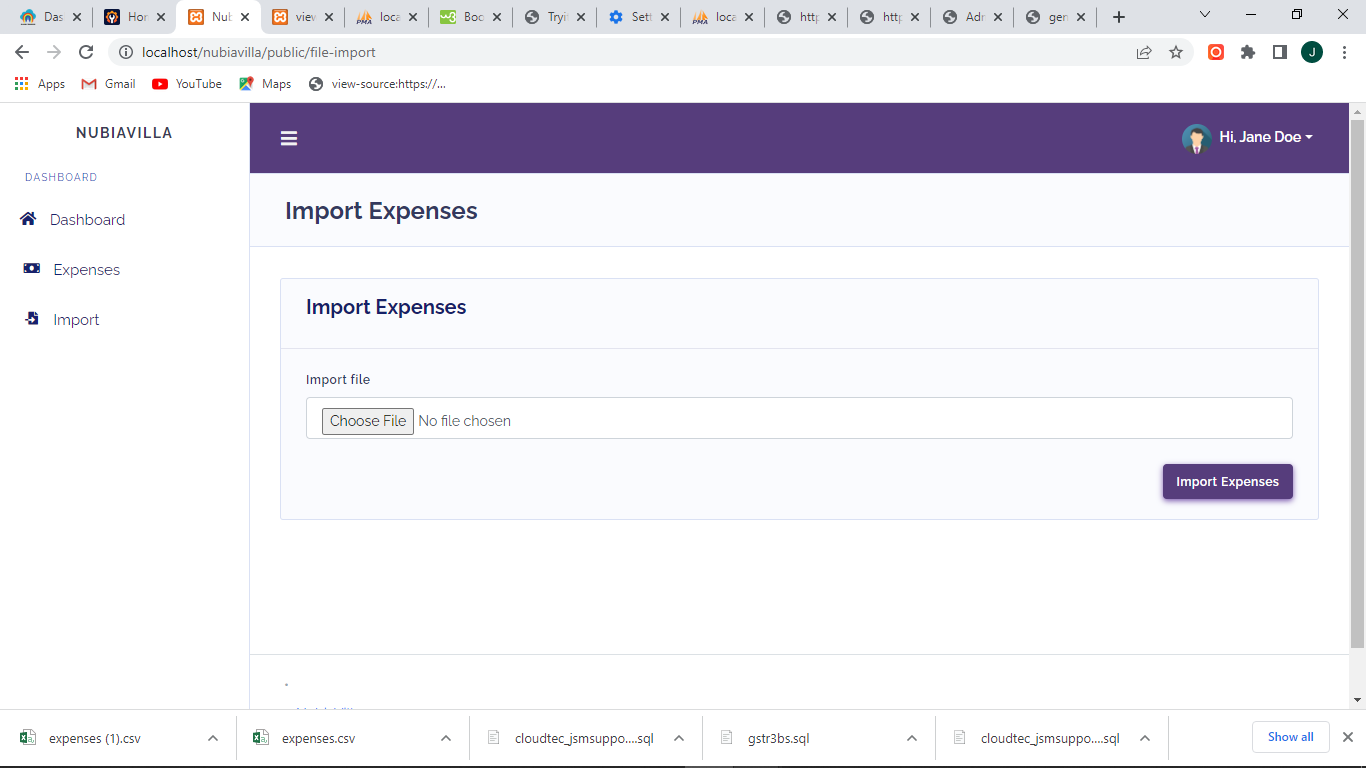 Das
Hor
Nub
view
loca
Boo
Tryi
Sett
loca
http
http
Adr
ger
localhost/nubiavilla/public/file-import
J
Apps
Gmail
YouTube
Maps
view-source:https://...
NUBIAVILLA
Hi, Jane Doe
DASHBOARD
Dashboard
Expenses
Import
Import Expenses
Import Expenses
Import file
Choose File No file chosen
Import Expenses
expenses (1).csv
expenses.csv
cloudtec_jsmsuppo....sql
gstr3bs.sql
cloudtec_jsmsuppo....sql
Show all